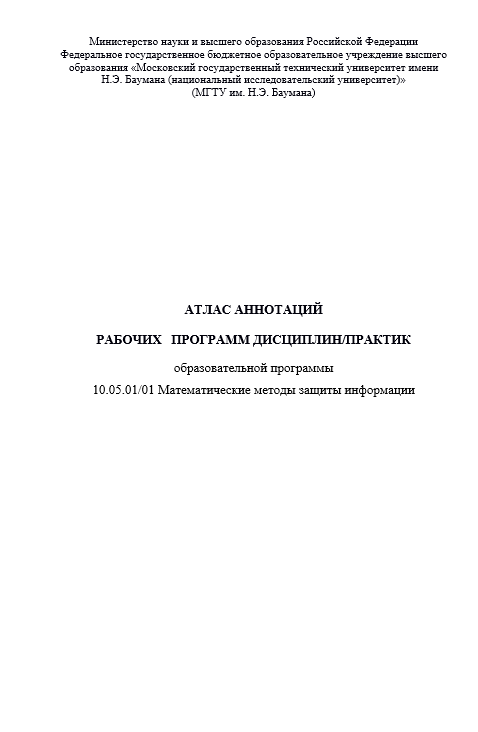 Министерство науки и высшего образования Российской Федерации
Федеральное государственное бюджетное образовательное учреждение высшего
образования «Московский государственный технический университет имени
Н.Э. Баумана (национальный исследовательский университет)»
(МГТУ им. Н.Э. Баумана)
АТЛАС АННОТАЦИЙ
РАБОЧИХ ПРОГРАММ ДИСЦИПЛИН/ПРАКТИК
образовательной программы
10.05.01/01 Математические методы защиты информации